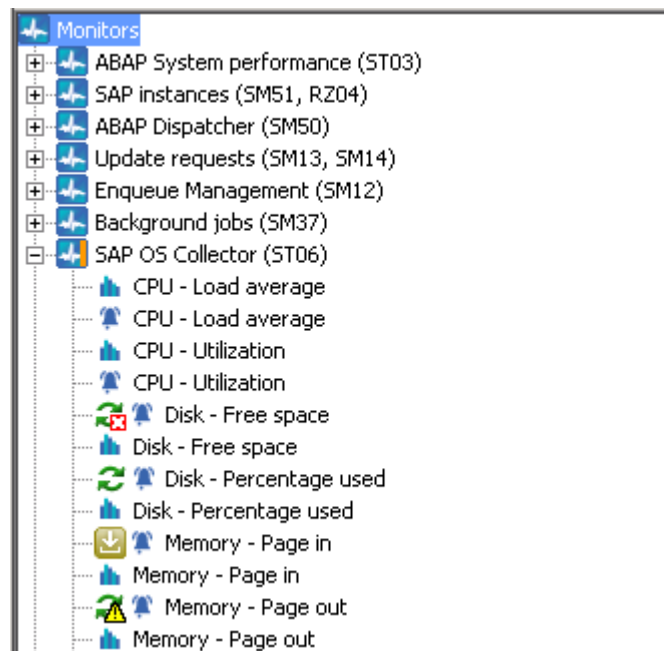 Monitors
ABAP System performance (ST03)
SAP instances (SM51, RZ04)
ABAP Dispatcher (SM50)
Update requests (SM13, SM14)
Enqueue Management (SM12)
Background jobs (SM37)
SAP OS Collector (ST06)
CPU - Load average
CPU - Load average
CPU - Utilization
CPU - Utilization
Disk - Free space
Disk - Free space
Disk - Percentage used
Disk - Percentage used
Memory - Page in
Memory - Page in
Memory - Page out
Memory - Page out